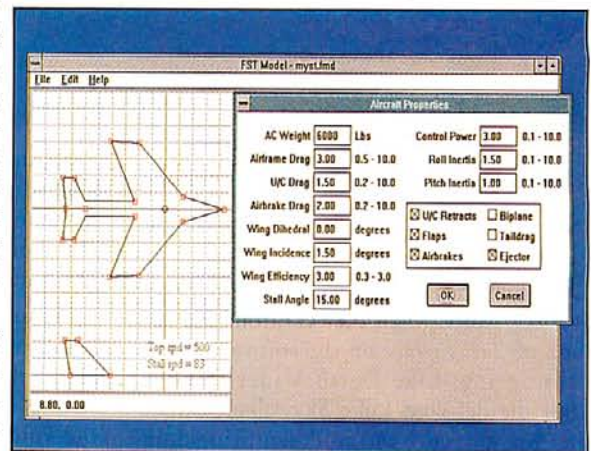 FST Model - myst.fmd
File Edit Help
Aircraft Properties
AC Weight 6000 Lbs
Airframe Drag 3.00 0.5 - 10.0
U/C Drag 1.50 0.2 - 10.0
Airbrake Drag 2.00 0.2 - 10.0
Wing Dihedral 0.00 degrees
Wing Incidence 1.50 degrees
Wing Efficiency 3.00 0.3 - 3.0
Stall Angle 15.00 degrees
Control Power 3.00 0.1 - 10.0
Roll Inertia 1.50 0.1 - 10.0
Pitch Inertia 1.00 0.1 - 10.0
U/C Retracts Biplane
Flaps Taildrag
Airbrakes Ejector
OK Cancel
Top spd = 500
Stall spd = 83
8.80, 0.00